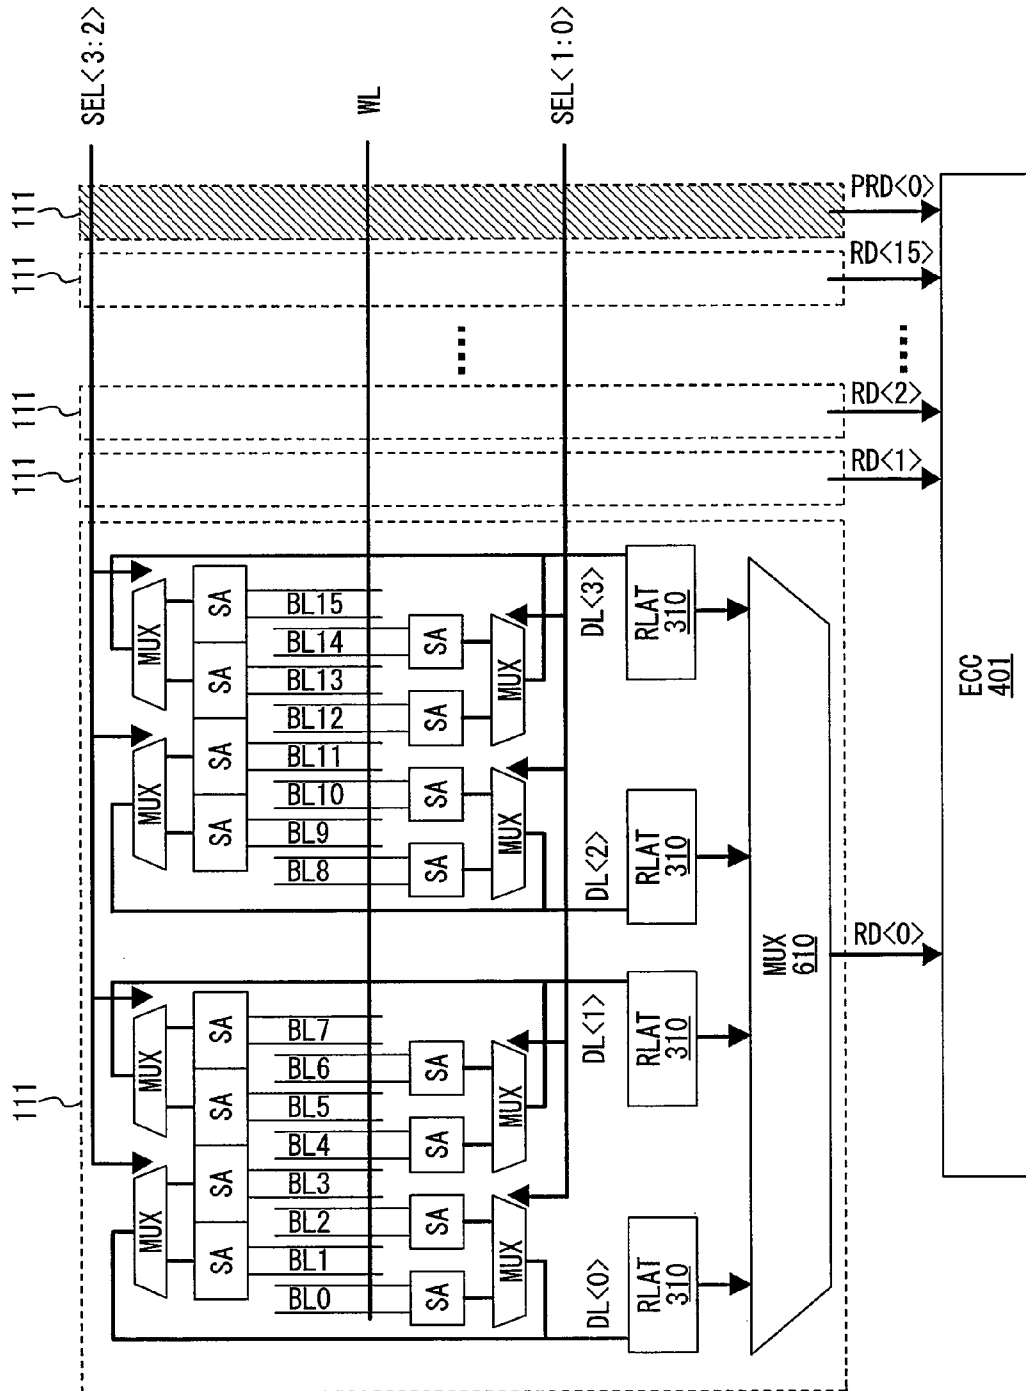 SEL<3:2>
WL
SEL<1:0>
111
111
111
111
111
MUX
MUX
MUX
MUX
SA
SA
SA
SA
SA
SA
SA
SA
BL0
BL1
BL2
BL3
BL4
BL5
BL6
BL7
BL8
BL9
BL10
BL11
BL12
BL13
BL14
BL15
SA
SA
SA
SA
SA
SA
SA
SA
MUX
MUX
MUX
MUX
DL<0>
DL<1>
DL<2>
DL<3>
RLAT
310
RLAT
310
RLAT
310
RLAT
310
MUX
610
RD<0>
RD<1>
RD<2>
RD<15>
PRD<0>
ECC
401